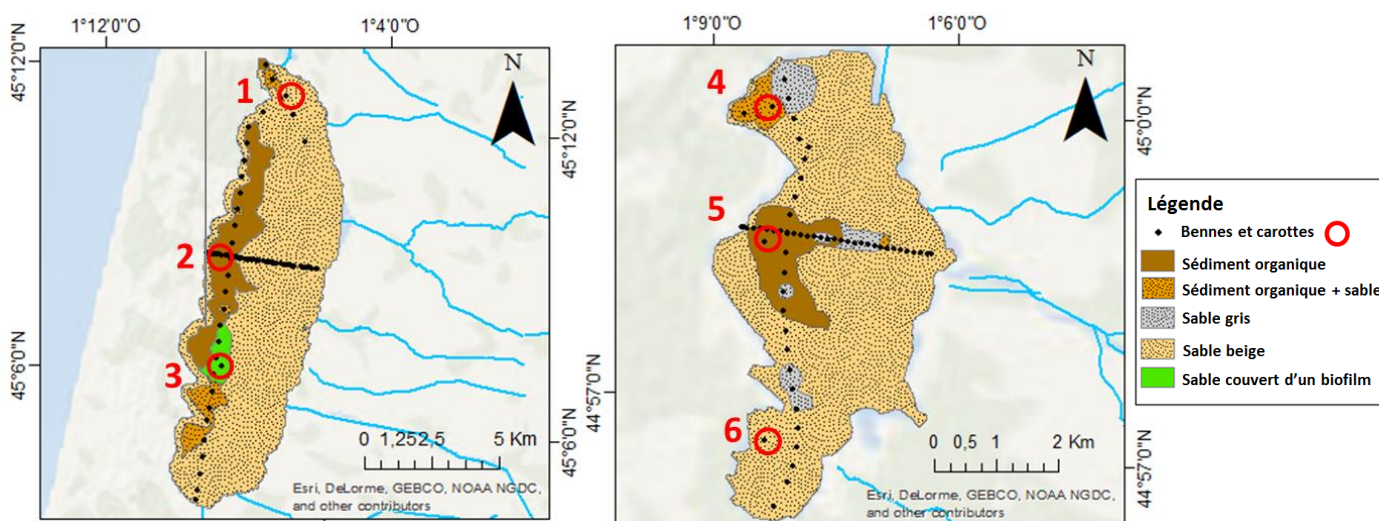 1°12'0"O
1°4'0"O
45°12'0"N
45°6'0"N
N
1
2
3
45°12'0"N
45°6'0"N
0 1,252,5 5 Km
Esri, DeLorme, GEBCO, NOAA NGDC,
and other contributors
1°9'0"O
1°6'0"O
44°57'0"N
N
4
5
6
45°0'0"N
44°57'0"N
0 0,5 1 2 Km
Esri, DeLorme, GEBCO, NOAA NGDC,
and other contributors
Légende
Bennes et carottes
Sédiment organique
Sédiment organique + sable
Sable gris
Sable beige
Sable couvert d'un biofilm